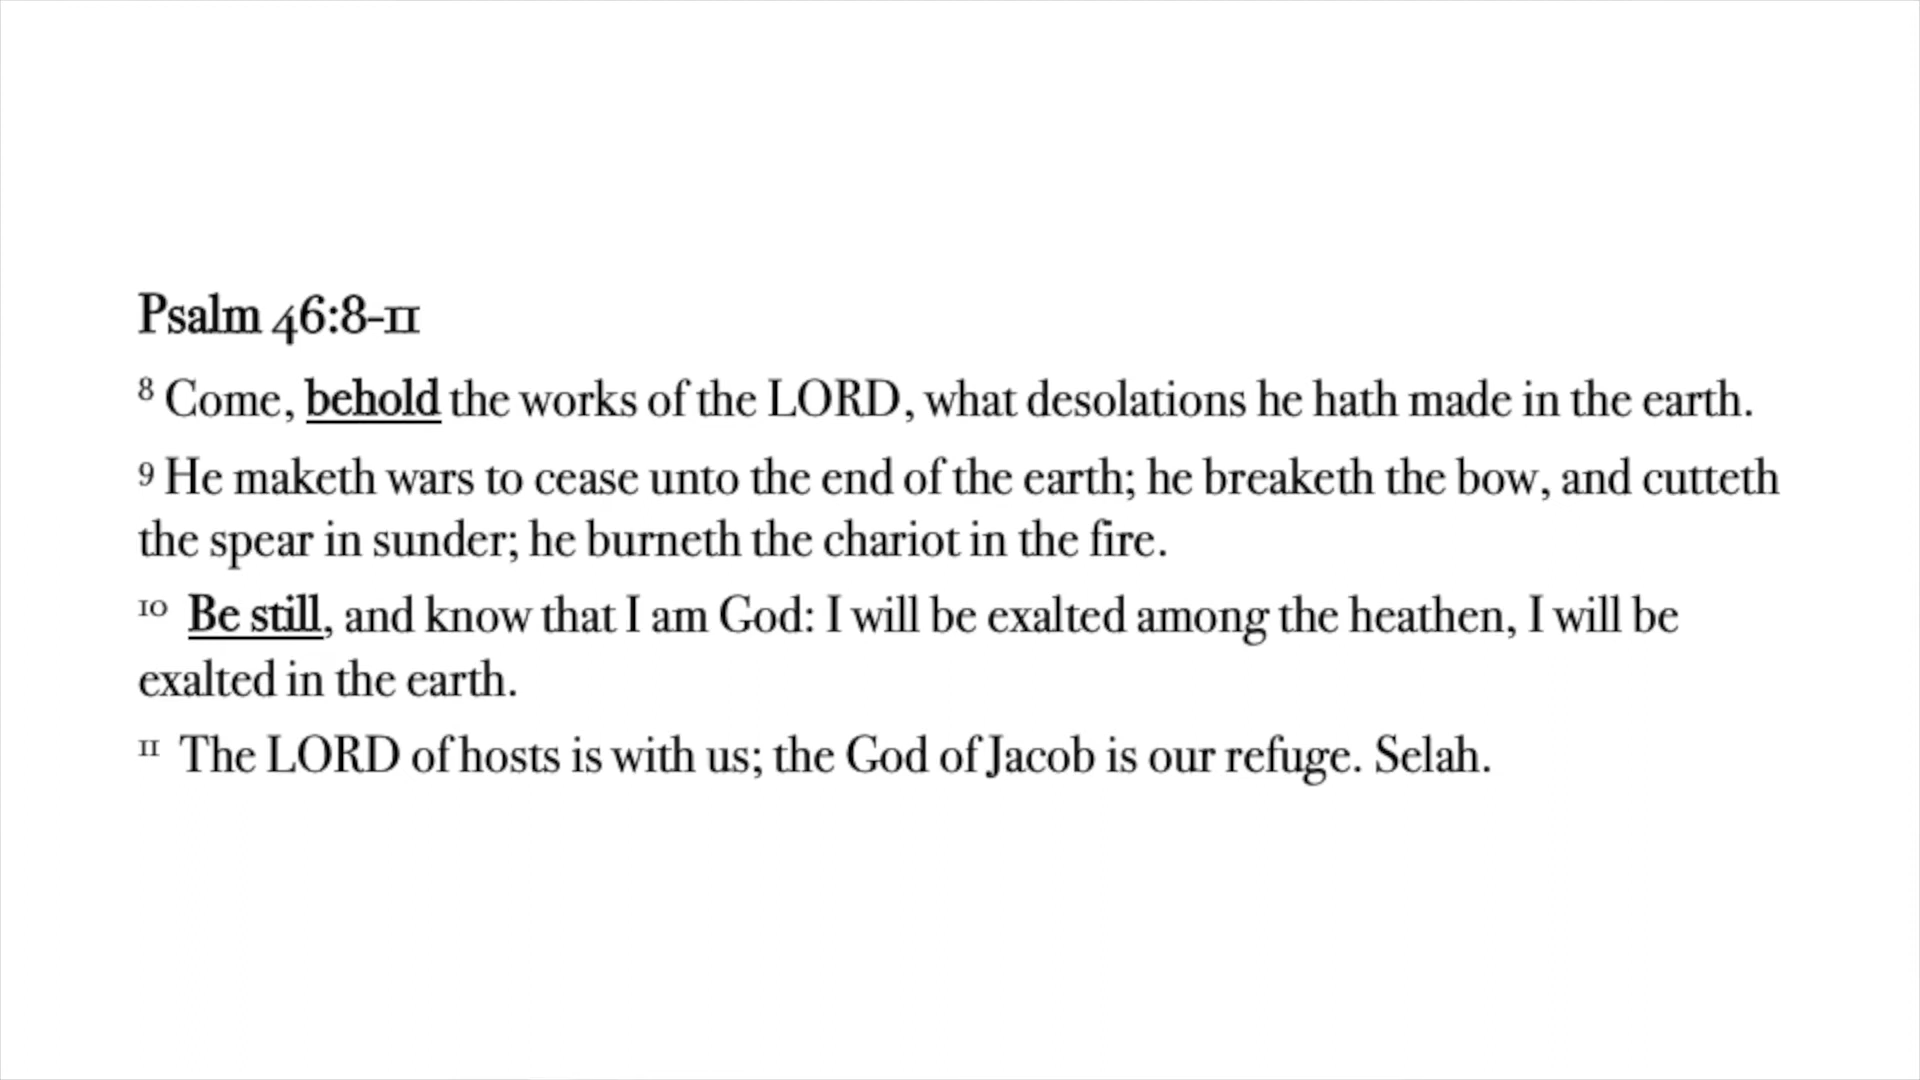 Psalm 46:8-11
8 Come, behold the works of the LORD, what desolations he hath made in the earth.
9 He maketh wars to cease unto the end of the earth; he breaketh the bow, and cutteth
the spear in sunder; he burneth the chariot in the fire.
10 Be still, and know that I am God: I will be exalted among the heathen, I will be
exalted in the earth.
11 The LORD of hosts is with us; the God of Jacob is our refuge. Selah.